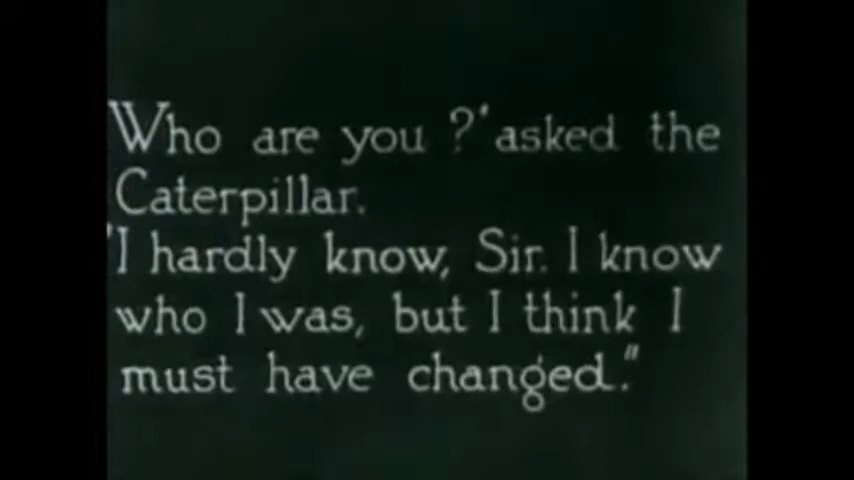 Who are you ?' asked the
Caterpillar.
'I hardly know, Sir. I know
who I was, but I think I
must have changed."